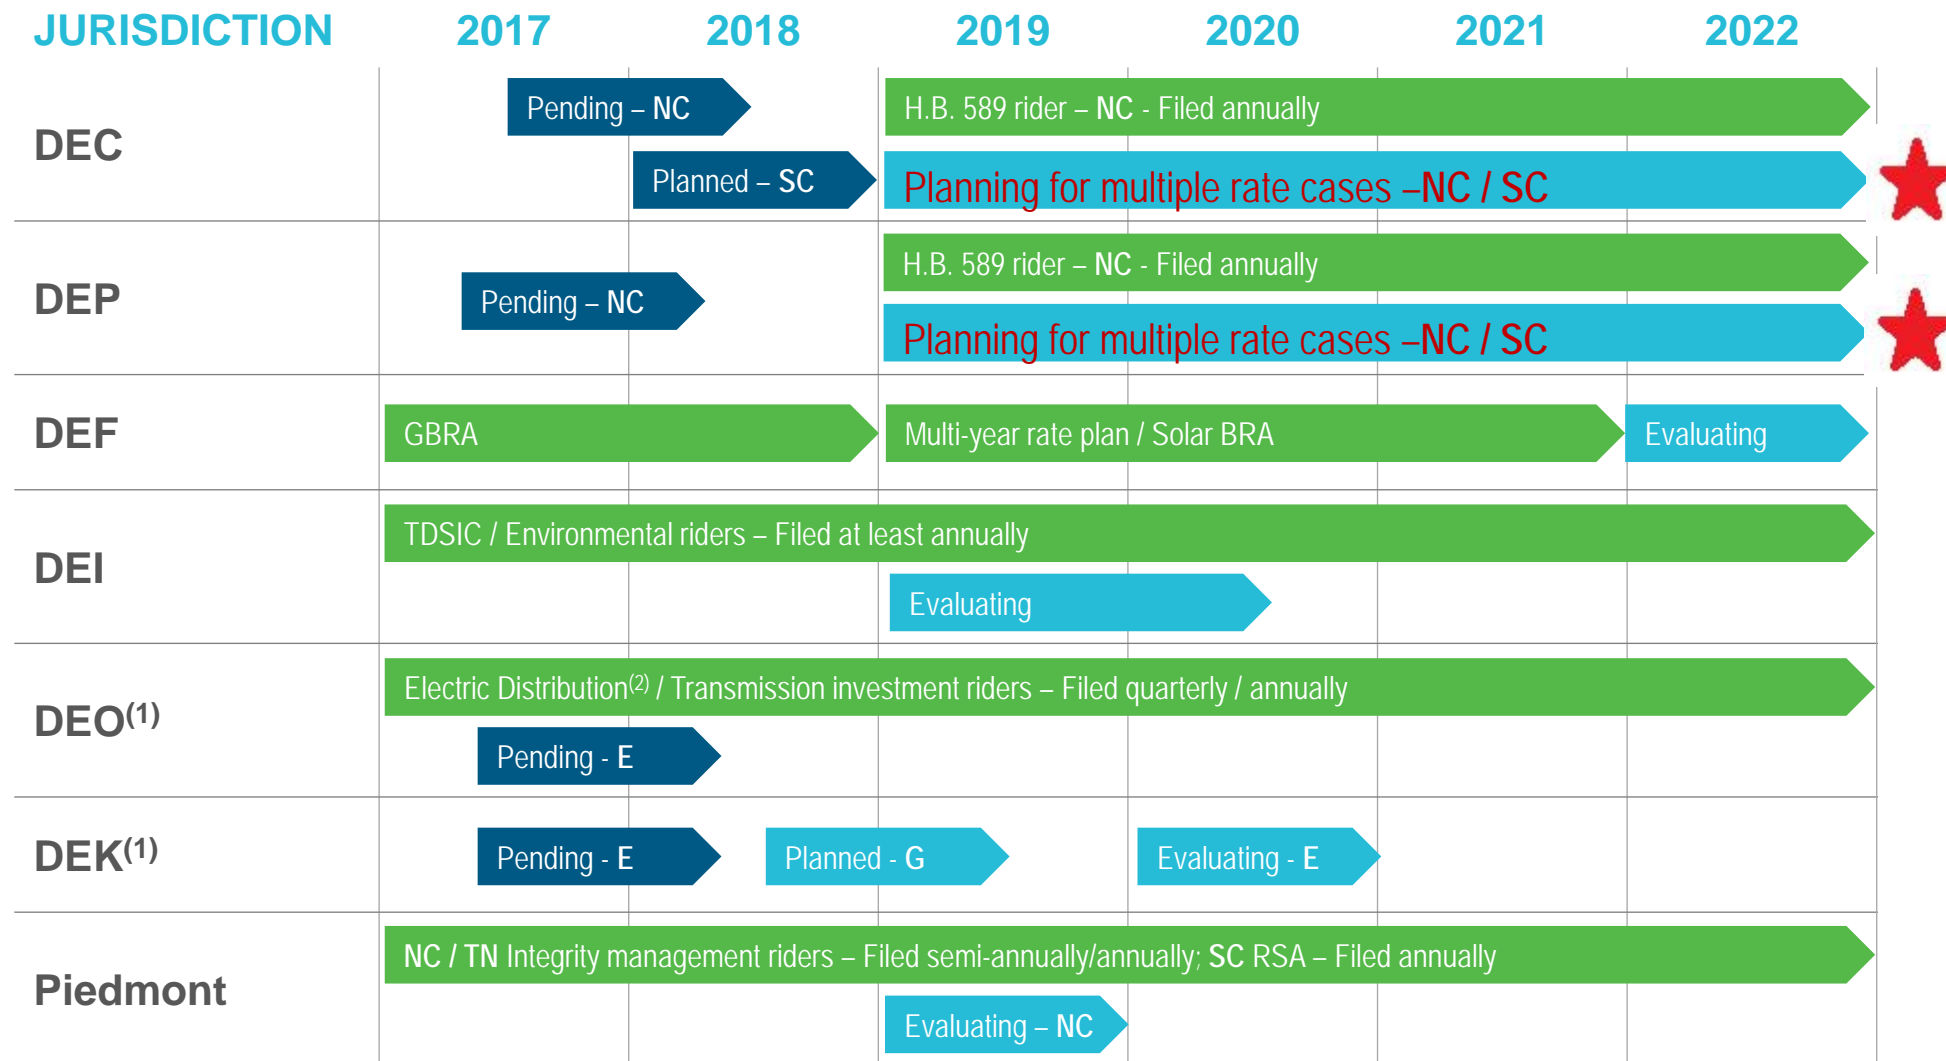 JURISDICTION 2017 2018 2019 2020 2021 2022
DEC
Pending – NC
H.B. 589 rider – NC - Filed annually
Planned – SC
Planning for multiple rate cases –NC / SC
DEP
H.B. 589 rider – NC - Filed annually
Pending – NC
Planning for multiple rate cases –NC / SC
DEF
GBRA
Multi-year rate plan / Solar BRA
Evaluating
DEI
TDSIC / Environmental riders – Filed at least annually
Evaluating
DEO(1)
Electric Distribution(2) / Transmission investment riders – Filed quarterly / annually
Pending - E
DEK(1)
Pending - E
Planned - G
Evaluating - E
Piedmont
NC / TN Integrity management riders – Filed semi-annually/annually; SC RSA – Filed annually
Evaluating – NC